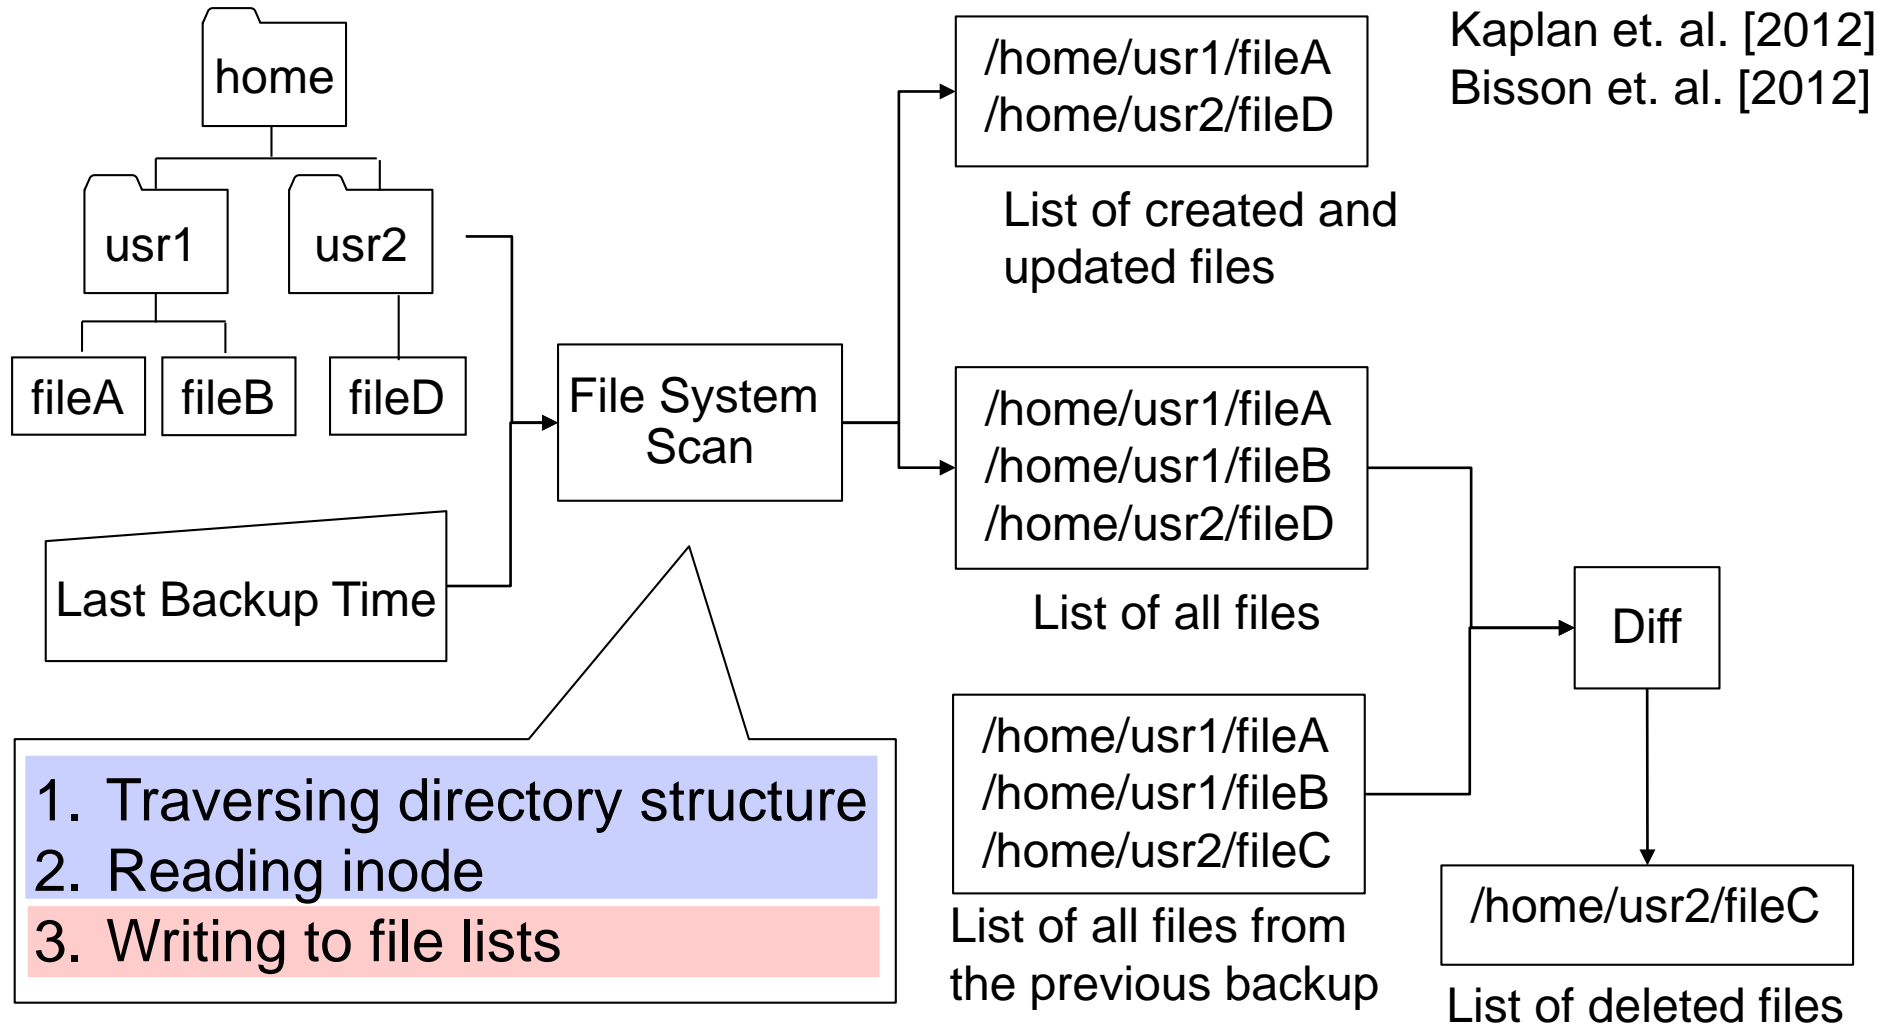 home
usr1
usr2
fileA
fileB
fileD
Last Backup Time
File System
Scan
1. Traversing directory structure
2. Reading inode
3. Writing to file lists
/home/usr1/fileA
/home/usr2/fileD
List of created and
updated files
/home/usr1/fileA
/home/usr1/fileB
/home/usr2/fileD
List of all files
/home/usr1/fileA
/home/usr1/fileB
/home/usr2/fileC
List of all files from
the previous backup
Kaplan et. al. [2012]
Bisson et. al. [2012]
Diff
/home/usr2/fileC
List of deleted files